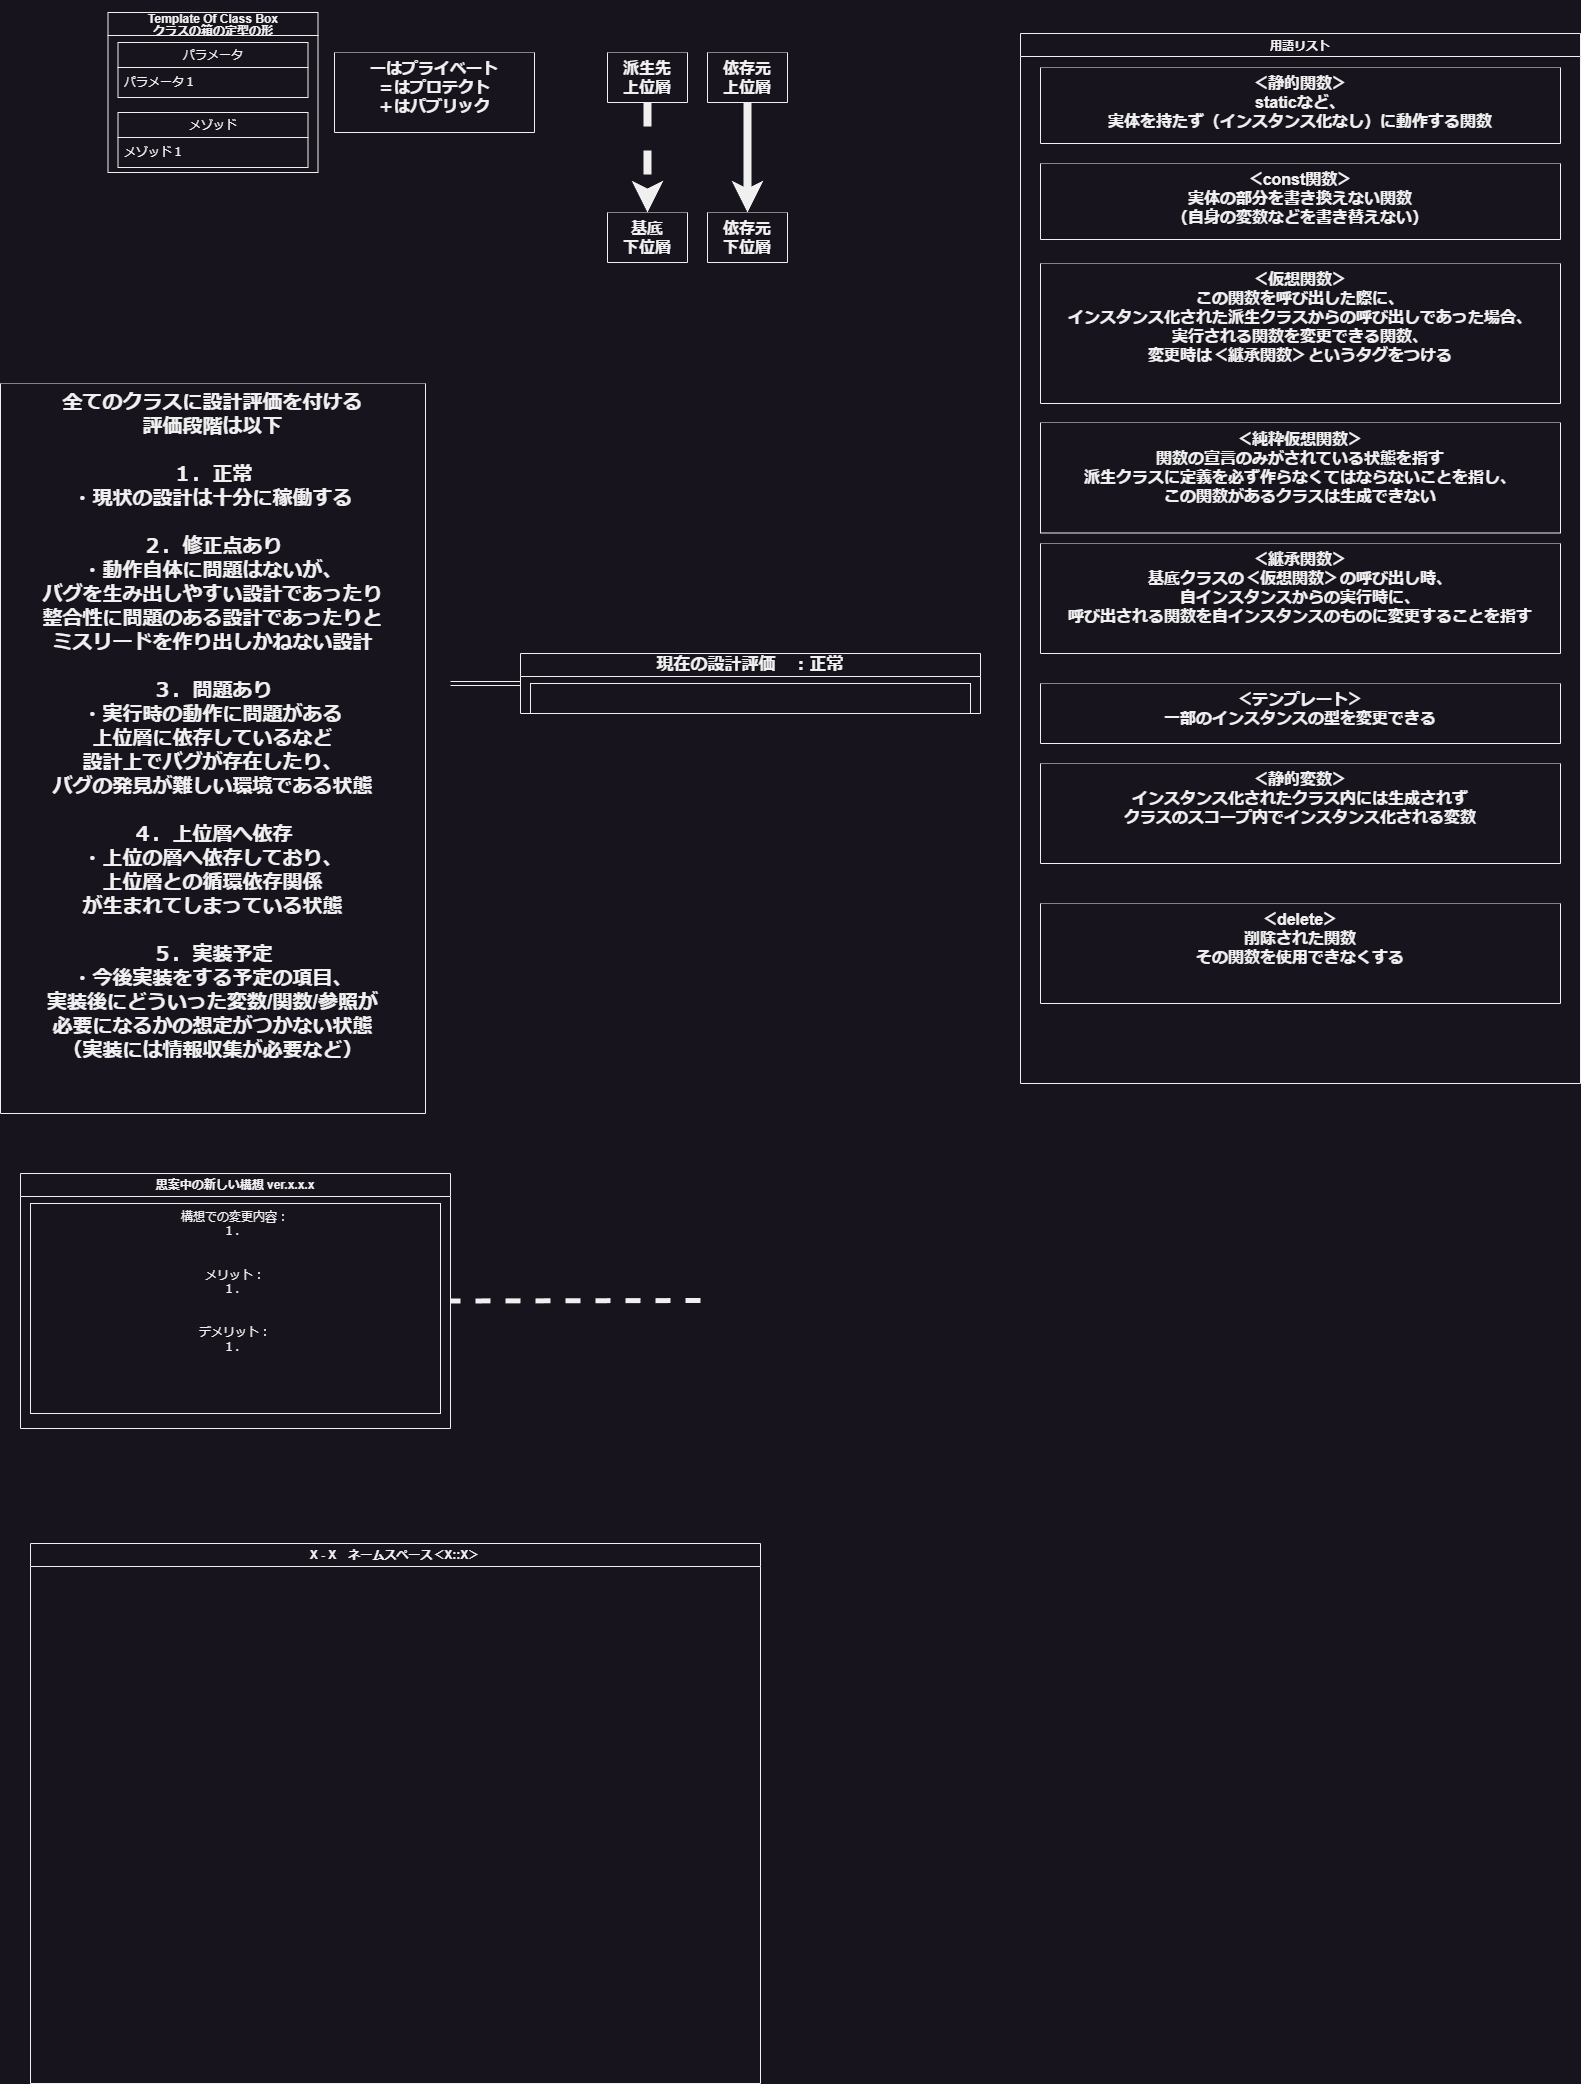 Template Of Class Box
クラスの箱の定型の形
パラメータ
パラメータ１
メゾッド
メゾッド１
ーはプライベート
＝はプロテクト
＋はパブリック
派生先
上位層
依存元
上位層
基底
下位層
依存元
下位層
用語リスト
＜静的関数＞
staticなど、
実体を持たず（インスタンス化なし）に動作する関数
＜const関数＞
実体の部分を書き換えない関数
（自身の変数などを書き替えない）
＜仮想関数＞
この関数を呼び出した際に、
インスタンス化された派生クラスからの呼び出しであった場合、
実行される関数を変更できる関数、
変更時は＜継承関数＞というタグをつける
＜純粋仮想関数＞
関数の宣言のみがされている状態を指す
派生クラスに定義を必ず作らなくてはならないことを指し、
この関数があるクラスは生成できない
＜継承関数＞
基底クラスの＜仮想関数＞の呼び出し時、
自インスタンスからの実行時に、
呼び出される関数を自インスタンスのものに変更することを指す
＜テンプレート＞
一部のインスタンスの型を変更できる
＜静的変数＞
インスタンス化されたクラス内には生成されず
クラスのスコープ内でインスタンス化される変数
＜delete＞
削除された関数
その関数を使用できなくする
全てのクラスに設計評価を付ける
評価段階は以下
１．正常
・現状の設計は十分に稼働する
２．修正点あり
・動作自体に問題はないが、
バグを生み出しやすい設計であったり
整合性に問題のある設計であったりと
ミスリードを作り出しかねない設計
３．問題あり
・実行時の動作に問題がある
上位層に依存しているなど
設計上でバグが存在したり、
バグの発見が難しい環境である状態
４．上位層へ依存
・上位の層へ依存しており、
上位層との循環依存関係
が生まれてしまっている状態
５．実装予定
・今後実装をする予定の項目、
実装後にどういった変数/関数/参照が
必要になるかの想定がつかない状態
（実装には情報収集が必要など）
現在の設計評価　：正常
思案中の新しい構想 ver.x.x.x
構想での変更内容：
１．
メリット：
１．
デメリット：
１．
X - X　ネームスペース＜X::X＞